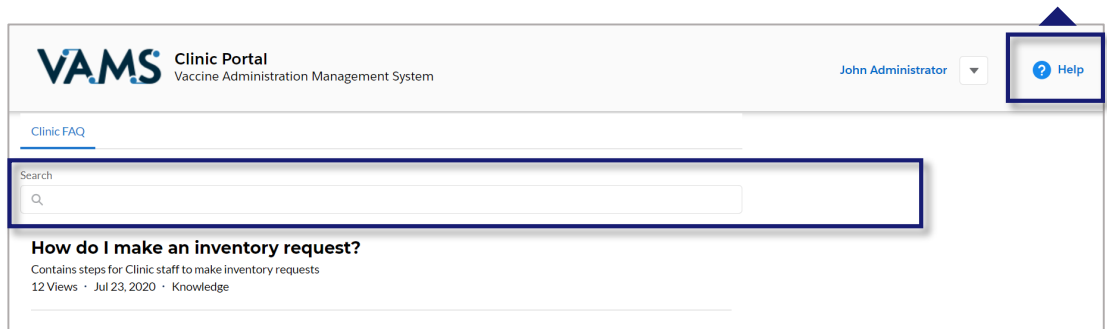 VAMS
Clinic Portal
Vaccine Administration Management System
John Administrator
? Help
Clinic FAQ
Search
How do I make an inventory request?
Contains steps for Clinic staff to make inventory requests
12 Views · Jul 23, 2020 · Knowledge